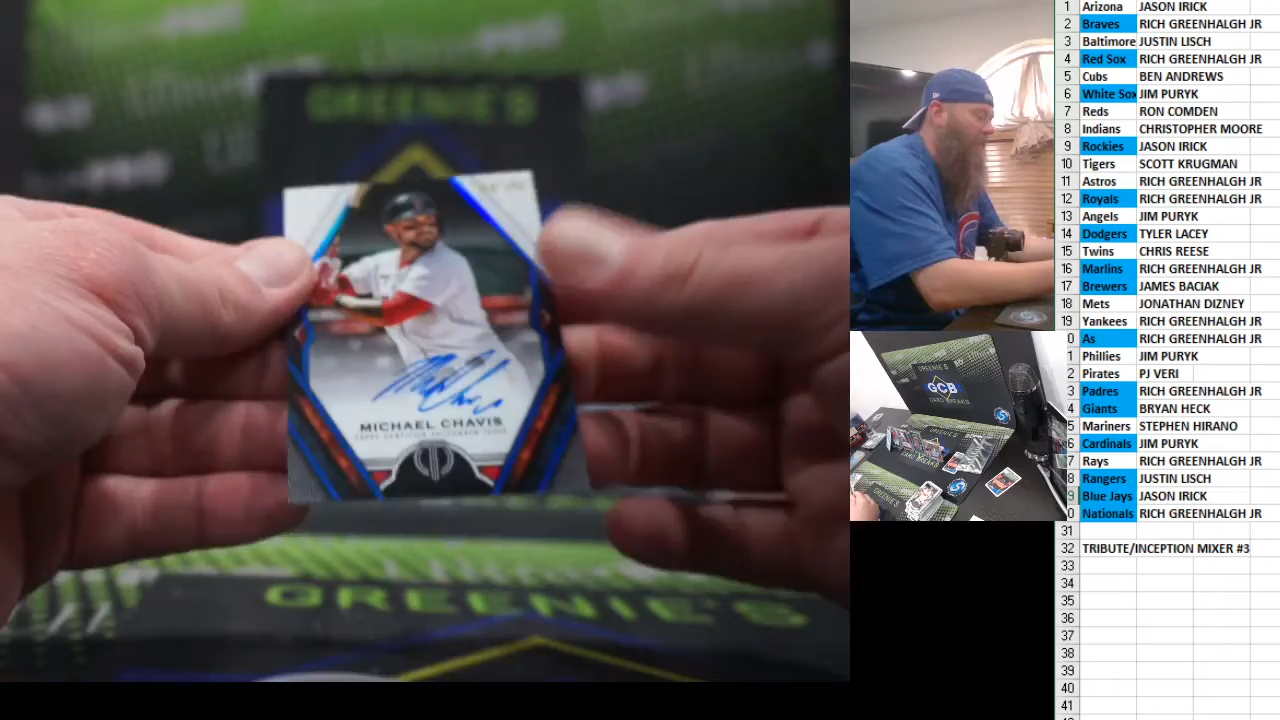 GREENIE'S
MICHAEL CHAVIS
GREENIE'S
GREENIE'S
GCB
CARD BREAKS
1 Arizona JASON IRICK
2 Braves RICH GREENHALGH JR
3 Baltimore JUSTIN LISCH
4 Red Sox RICH GREENHALGH JR
5 Cubs BEN ANDREWS
6 White Sox JIM PURYK
7 Reds RON COMDEN
8 Indians CHRISTOPHER MOORE
9 Rockies JASON IRICK
10 Tigers SCOTT KRUGMAN
11 Astros RICH GREENHALGH JR
12 Royals RICH GREENHALGH JR
13 Angels JIM PURYK
14 Dodgers TYLER LACEY
15 Twins CHRIS REESE
16 Marlins RICH GREENHALGH JR
17 Brewers JAMES BACIAK
18 Mets JONATHAN DIZNEY
19 Yankees RICH GREENHALGH JR
0 As RICH GREENHALGH JR
1 Phillies JIM PURYK
2 Pirates PJ VERI
3 Padres RICH GREENHALGH JR
4 Giants BRYAN HECK
5 Mariners STEPHEN HIRANO
6 Cardinals JIM PURYK
7 Rays RICH GREENHALGH JR
8 Rangers JUSTIN LISCH
9 Blue Jays JASON IRICK
0 Nationals RICH GREENHALGH JR
31
32 TRIBUTE/INCEPTION MIXER #3
33
34
35
36
37
38
39
40
41